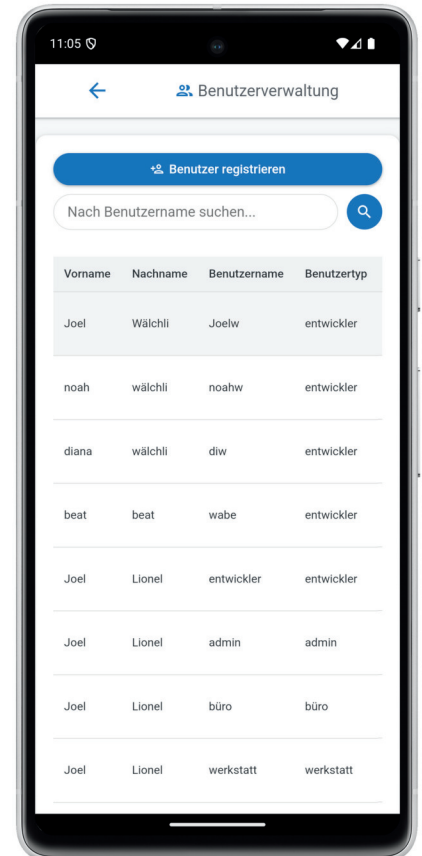 11:05
Benutzerverwaltung
Benutzer registrieren
Nach Benutzername suchen...
Vorname Nachname Benutzername Benutzertyp
Joel Wälchli Joelw entwickler
noah wälchli noahw entwickler
diana wälchli diw entwickler
beat beat wabe entwickler
Joel Lionel entwickler entwickler
Joel Lionel admin admin
Joel Lionel büro büro
Joel Lionel werkstatt werkstatt